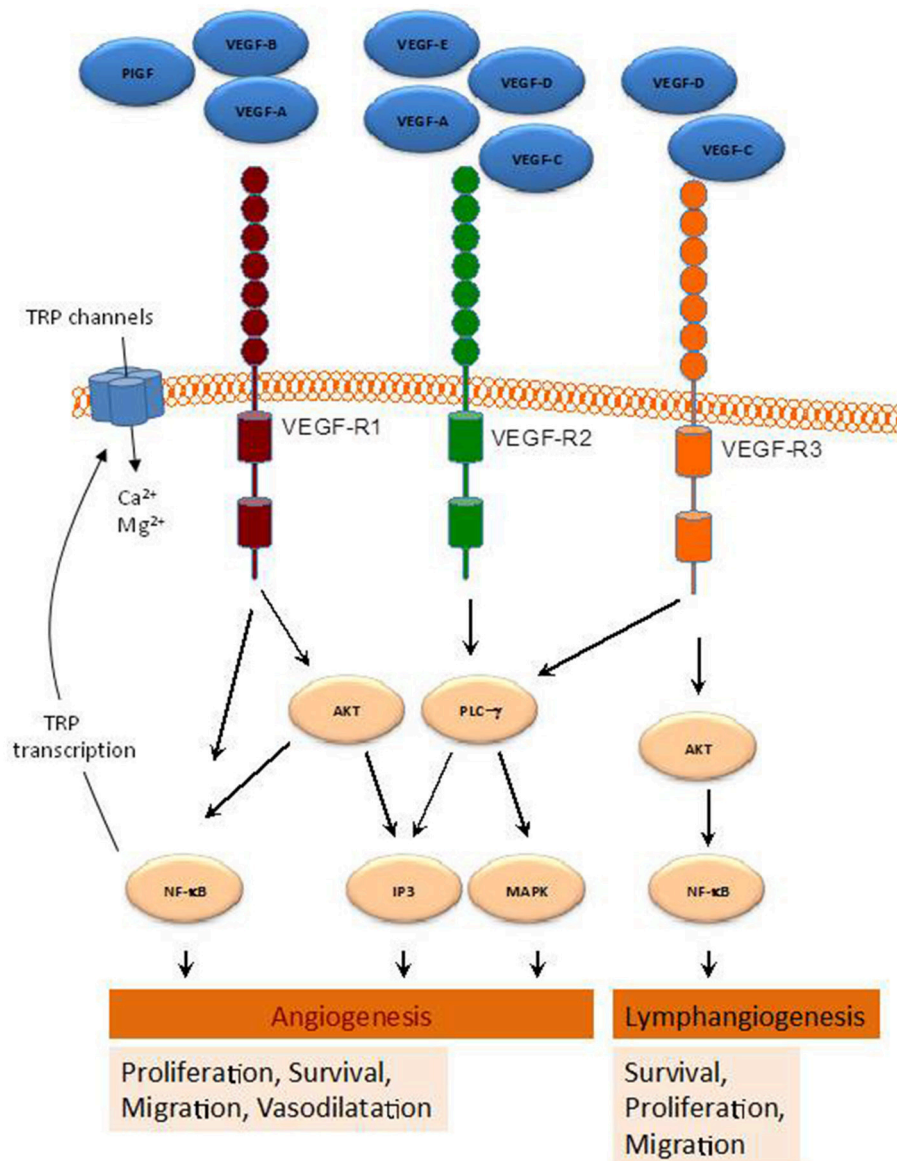 VEGF-B
VEGF-E
PlGF
VEGF-D
VEGF-D
VEGF-A
VEGF-A
VEGF-C
VEGF-C
TRP channels
VEGF-R1
VEGF-R2
VEGF-R3
Ca²⁺
Mg²⁺
AKT
PLC-γ
TRP
transcription
AKT
NF-κB
IP3
MAPK
NF-κB
Angiogenesis
Lymphangiogenesis
Proliferation, Survival,
Migration, Vasodilatation
Survival,
Proliferation,
Migration